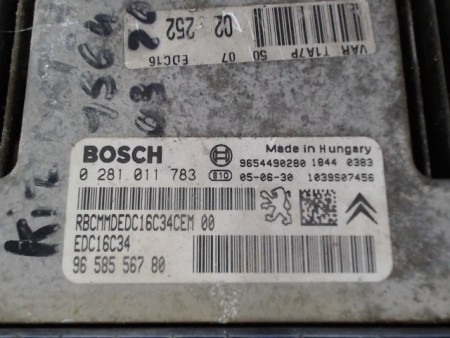 02 252
50 07
VAR T1A7P
EDC16
BOSCH
Made in Hungary
9654490280 1844 0383
0 281 011 783
810
05-06-30 1039S07456
RBCMMDEDC16C34CEM 00
EDC16C34
96 585 567 80